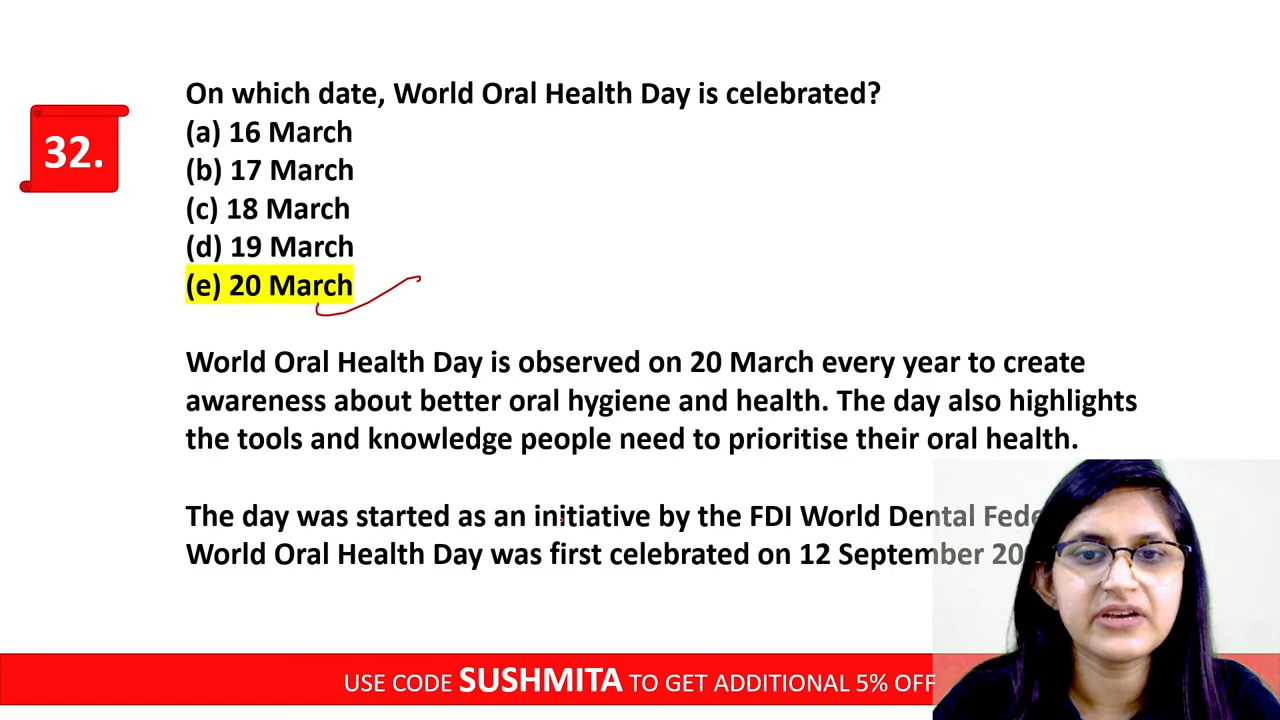 32.
On which date, World Oral Health Day is celebrated?
(a) 16 March
(b) 17 March
(c) 18 March
(d) 19 March
(e) 20 March
World Oral Health Day is observed on 20 March every year to create
awareness about better oral hygiene and health. The day also highlights
the tools and knowledge people need to prioritise their oral health.
The day was started as an initiative by the FDI World Dental
World Oral Health Day was first celebrated on 12 September
USE CODE SUSHMITA TO GET ADDITIONAL 5% OFF